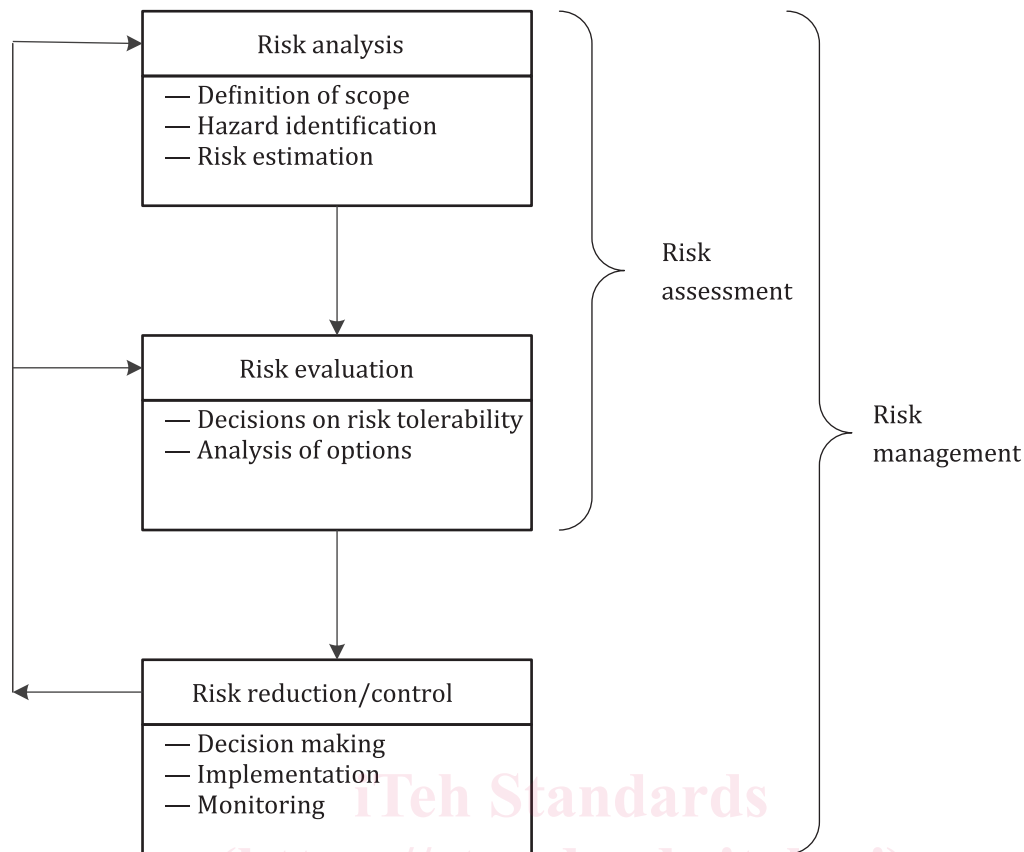 Risk analysis
— Definition of scope
— Hazard identification
— Risk estimation
Risk
assessment
Risk evaluation
— Decisions on risk tolerability
— Analysis of options
Risk
management
Risk reduction/control
— Decision making
— Implementation
— Monitoring
iTeh Standards